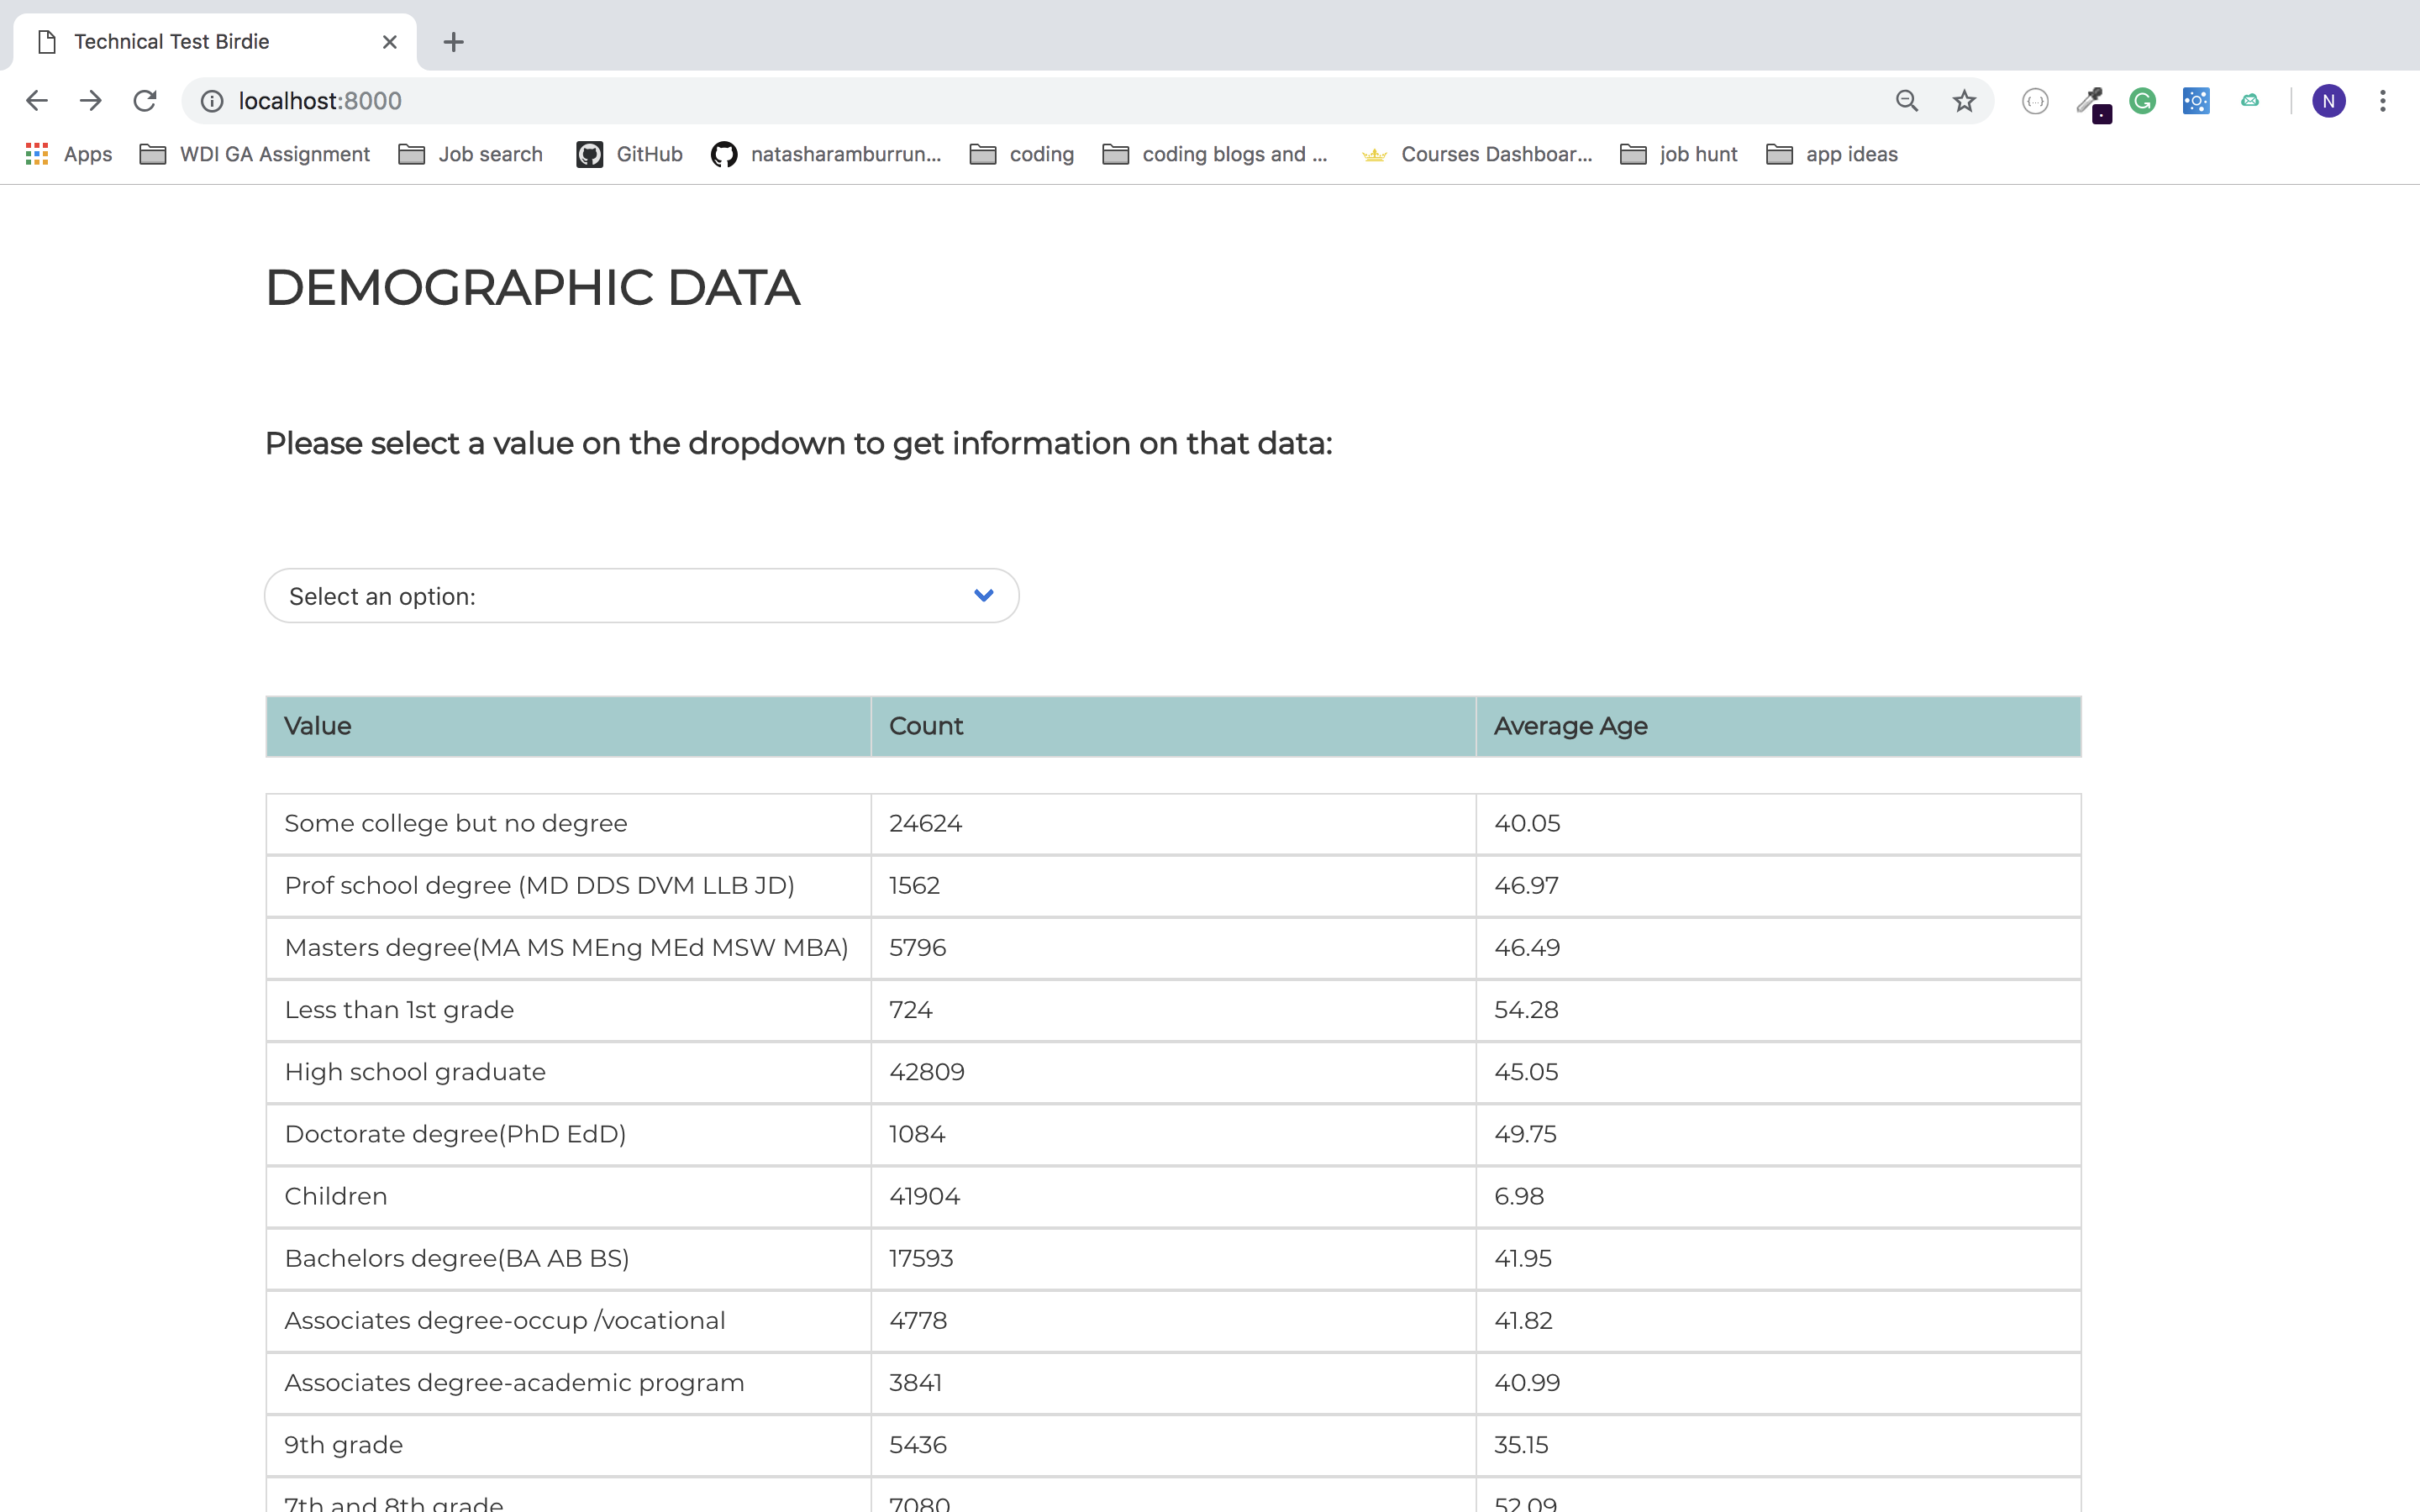 Technical Test Birdie
localhost:8000
N
Apps WDI GA Assignment Job search GitHub natasharamburrun... coding coding blogs and ... Courses Dashboar... job hunt app ideas
DEMOGRAPHIC DATA
Please select a value on the dropdown to get information on that data:
Select an option:
Value Count Average Age
Some college but no degree 24624 40.05
Prof school degree (MD DDS DVM LLB JD) 1562 46.97
Masters degree(MA MS MEng MEd MSW MBA) 5796 46.49
Less than 1st grade 724 54.28
High school graduate 42809 45.05
Doctorate degree(PhD EdD) 1084 49.75
Children 41904 6.98
Bachelors degree(BA AB BS) 17593 41.95
Associates degree-occup /vocational 4778 41.82
Associates degree-academic program 3841 40.99
9th grade 5436 35.15
7th and 8th grade 7080 52.09